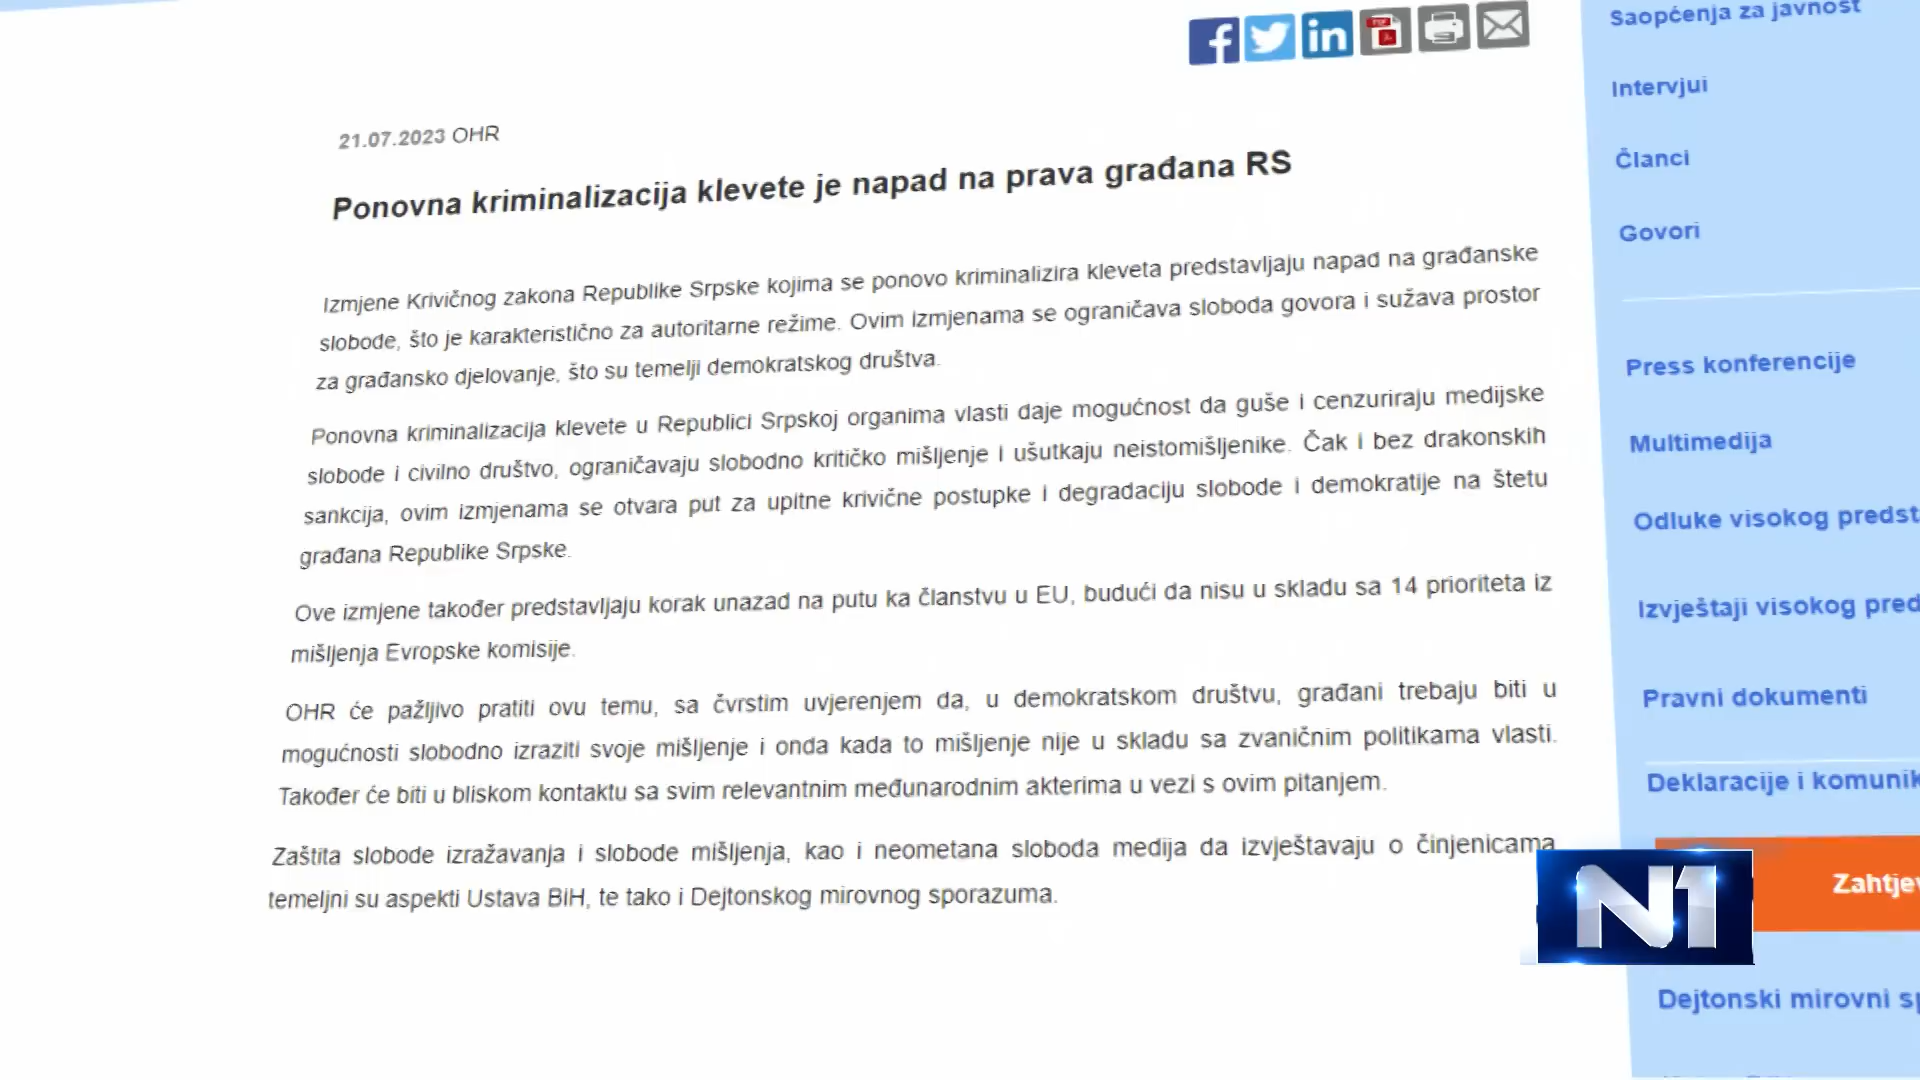 21.07.2023 OHR
Ponovna kriminalizacija klevete je napad na prava građana RS
Izmjene Krivičnog zakona Republike Srpske kojima se ponovo kriminalizira kleveta predstavljaju napad na građanske
slobode, što je karakteristično za autoritarne režime. Ovim izmjenama se ograničava sloboda govora i sužava prostor
za građansko djelovanje, što su temelji demokratskog društva.
Ponovna kriminalizacija klevete u Republici Srpskoj organima vlasti daje mogućnost da guše i cenzuriraju medijske
slobode i civilno društvo, ograničavaju slobodno kritičko mišljenje i ušutkaju neistomišljenike. Čak i bez drakonskih
sankcija, ovim izmjenama se otvara put za upitne krivične postupke i degradaciju slobode i demokratije na štetu
građana Republike Srpske.
Ove izmjene također predstavljaju korak unazad na putu ka članstvu u EU, budući da nisu u skladu sa 14 prioriteta iz
mišljenja Evropske komisije.
OHR će pažljivo pratiti ovu temu, sa čvrstim uvjerenjem da, u demokratskom društvu, građani trebaju biti u
mogućnosti slobodno izraziti svoje mišljenje i onda kada to mišljenje nije u skladu sa zvaničnim politikama vlasti.
Također će biti u bliskom kontaktu sa svim relevantnim međunarodnim akterima u vezi s ovim pitanjem.
Zaštita slobode izražavanja i slobode mišljenja, kao i neometana sloboda medija da izvještavaju o činjenicama
temeljni su aspekti Ustava BiH, te tako i Dejtonskog mirovnog sporazuma.
Saopćenja za javnost
Intervjui
Članci
Govori
Press konferencije
Multimedija
Odluke visokog predst
Izvještaji visokog pred
Pravni dokumenti
Deklaracije i komunik
Zahtjev
N1
Dejtonski mirovni sp